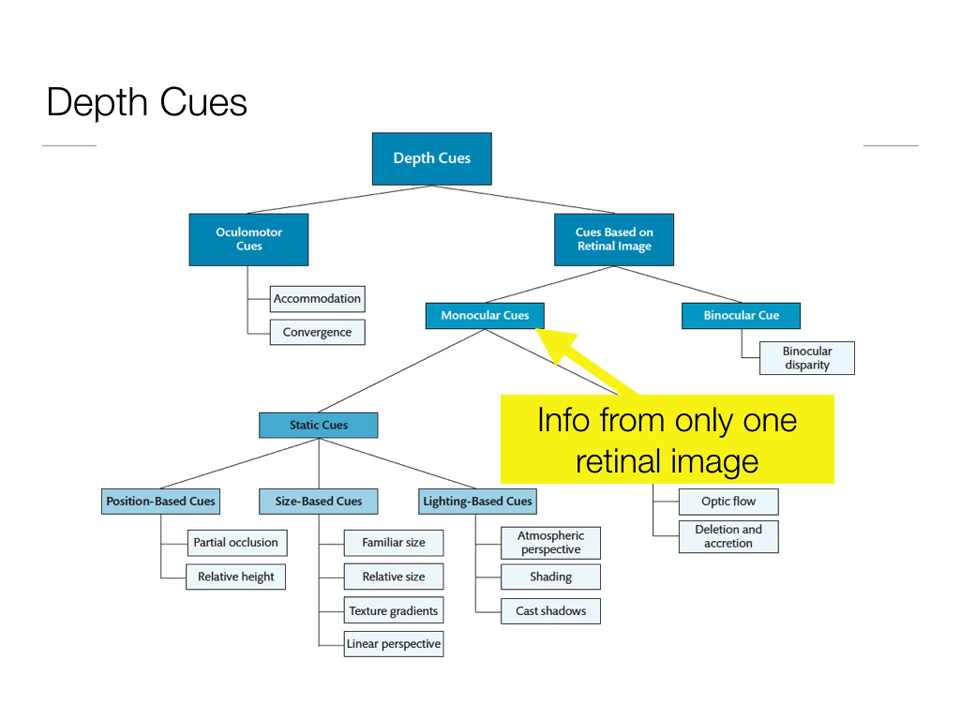 Depth Cues
Depth Cues
Oculomotor
Cues
Cues Based on
Retinal Image
Accommodation
Convergence
Monocular Cues
Binocular Cue
Binocular
disparity
Info from only one
retinal image
Static Cues
Position-Based Cues
Size-Based Cues
Lighting-Based Cues
Optic flow
Deletion and
accretion
Partial occlusion
Relative height
Familiar size
Relative size
Texture gradients
Linear perspective
Atmospheric
perspective
Shading
Cast shadows